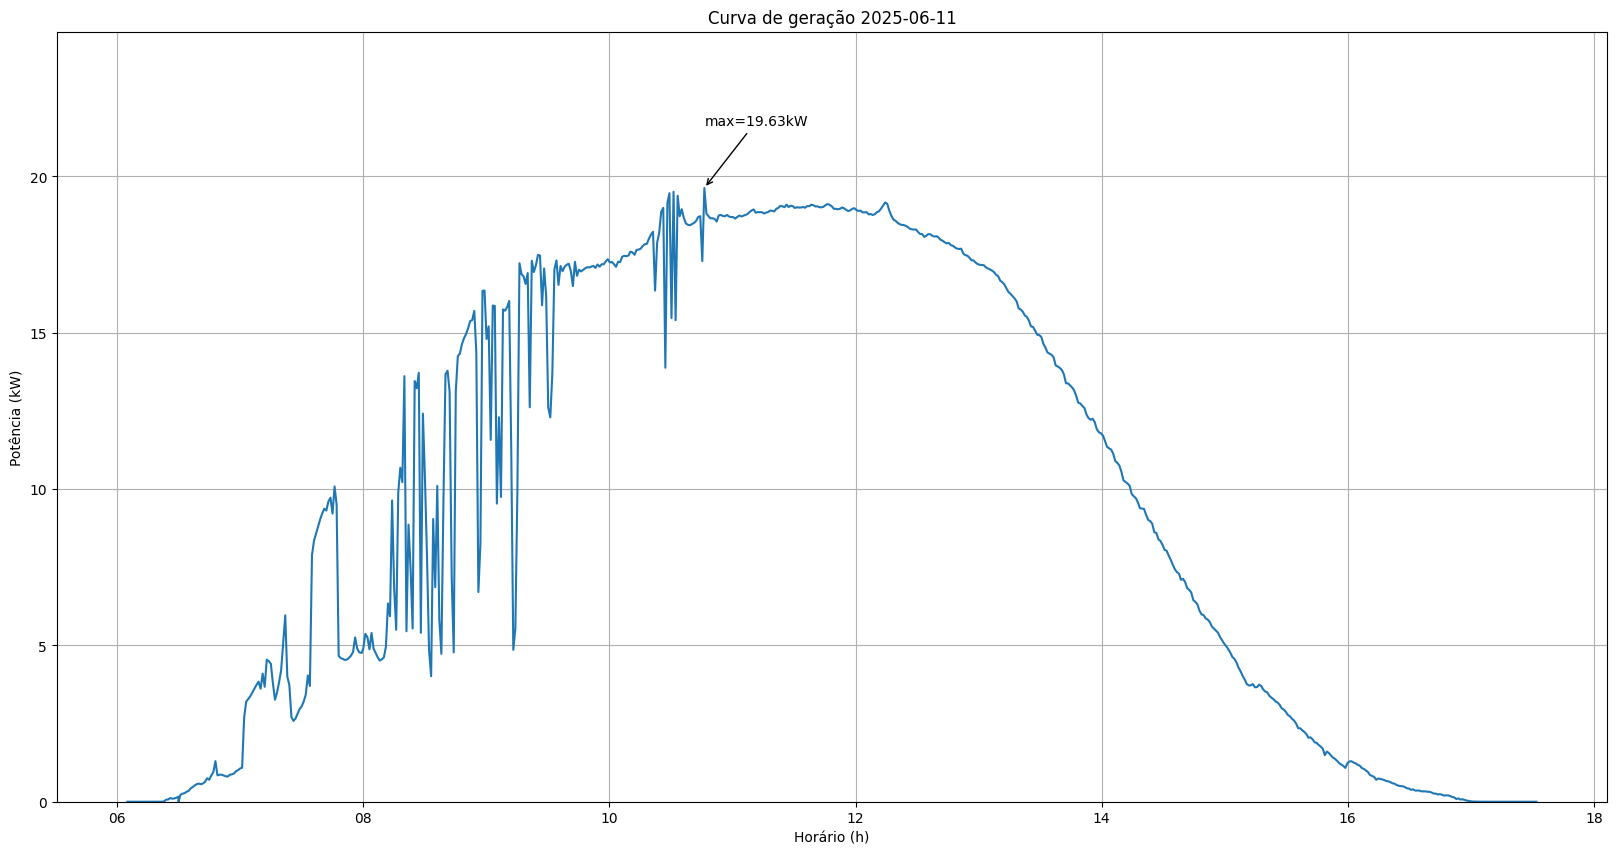 Curva de geração 2025-06-11
max=19.63kW
20
15
10
5
0
Potência (kW)
06 08 10 12 14 16 18
Horário (h)